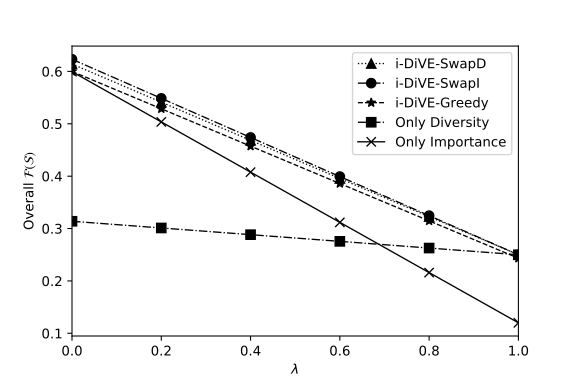 Overall 𝓕(S)
0.6
0.5
0.4
0.3
0.2
0.1
0.0
0.2
0.4
0.6
0.8
1.0
λ
i-DiVE-SwapD
i-DiVE-SwapI
i-DiVE-Greedy
Only Diversity
Only Importance